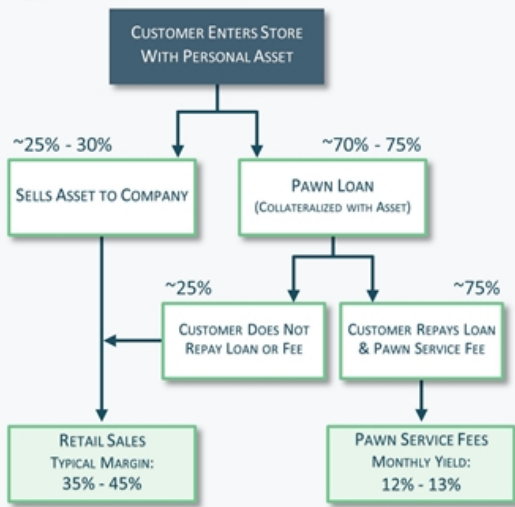 CUSTOMER ENTERS STORE
WITH PERSONAL ASSET
~25% - 30%
~70% - 75%
SELLS ASSET TO COMPANY
PAWN LOAN
(COLLATERALIZED WITH ASSET)
~25%
~75%
CUSTOMER DOES NOT
REPAY LOAN OR FEE
CUSTOMER REPAYS LOAN
& PAWN SERVICE FEE
RETAIL SALES
TYPICAL MARGIN:
35% - 45%
PAWN SERVICE FEES
MONTHLY YIELD:
12% - 13%